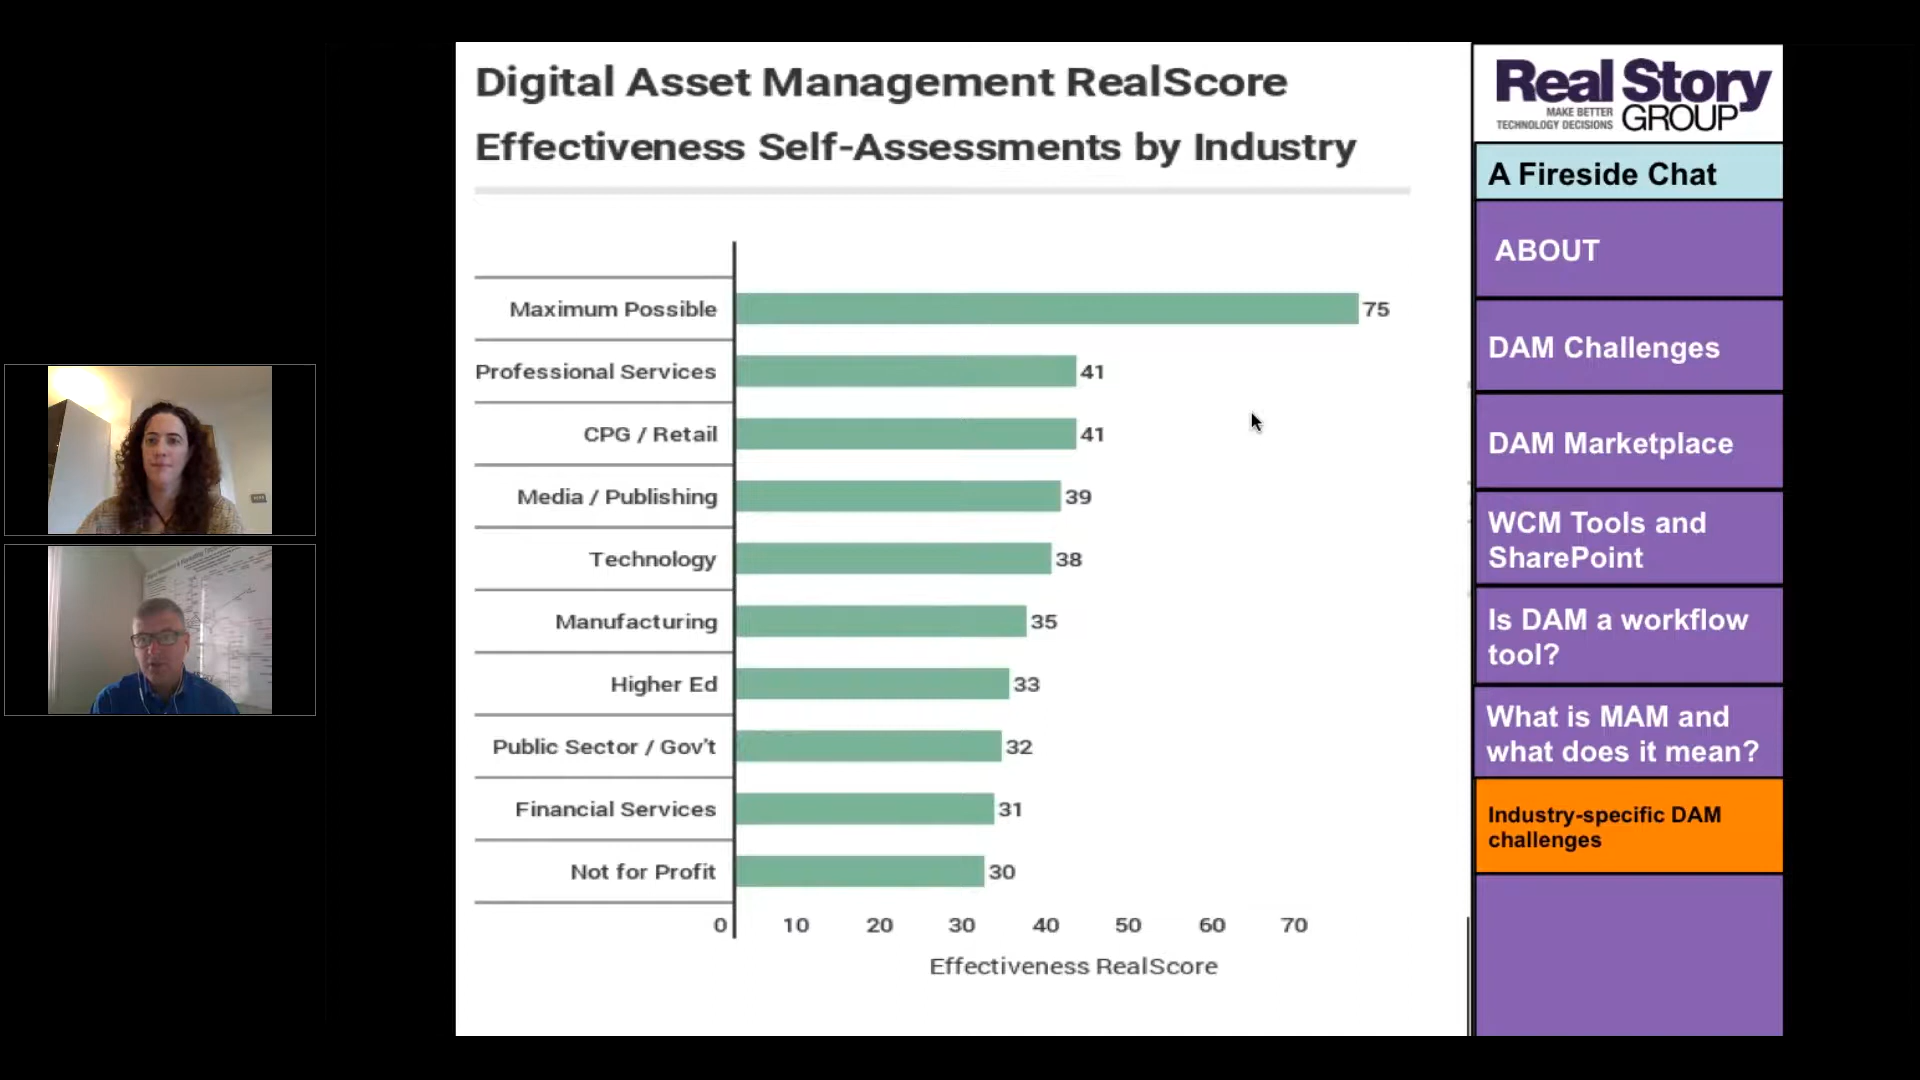 Digital Asset Management RealScore
Effectiveness Self-Assessments by Industry
Maximum Possible 75
Professional Services 41
CPG / Retail 41
Media / Publishing 39
Technology 38
Manufacturing 35
Higher Ed 33
Public Sector / Gov't 32
Financial Services 31
Not for Profit 30
0 10 20 30 40 50 60 70
Effectiveness RealScore
Real Story
MAKE BETTER
TECHNOLOGY DECISIONS
GROUP
A Fireside Chat
ABOUT
DAM Challenges
DAM Marketplace
WCM Tools and
SharePoint
Is DAM a workflow
tool?
What is MAM and
what does it mean?
Industry-specific DAM
challenges